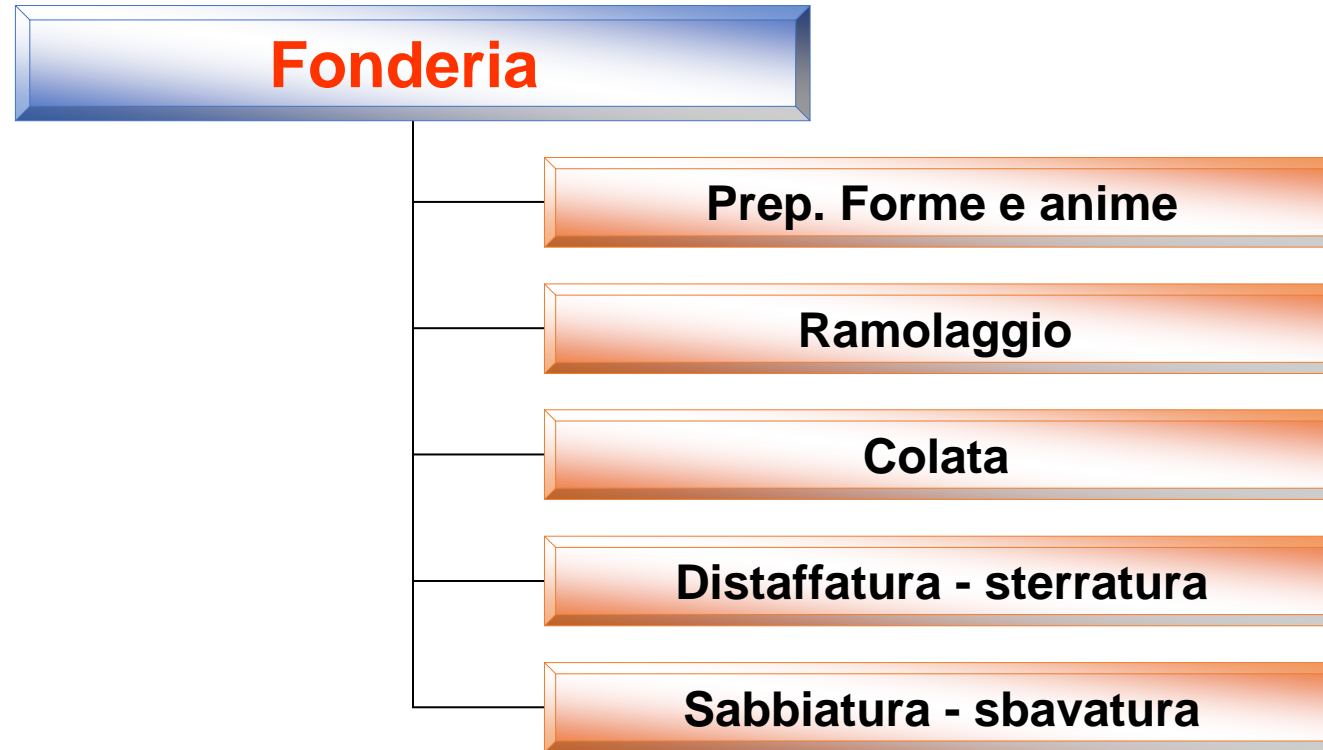 Fonderia
Prep. Forme e anime
Ramolaggio
Colata
Distaffatura - sterratura
Sabbiatura - sbavatura